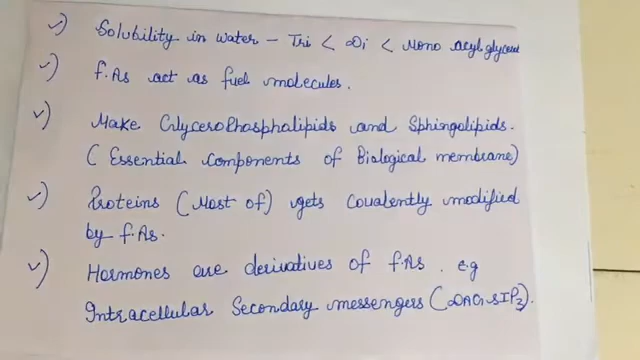 Solubility in water - Tri < Di < Mono acylglycerol
f.As act as fuel molecules.
Make Glycerophosphalipids and Sphingolipids.
(Essential components of Biological membrane)
Proteins (Most of) gets Covalently modified
by f.As.
Hormones are derivatives of f.As. e.g
Intracellular Secondary messengers (DAG, IP3).